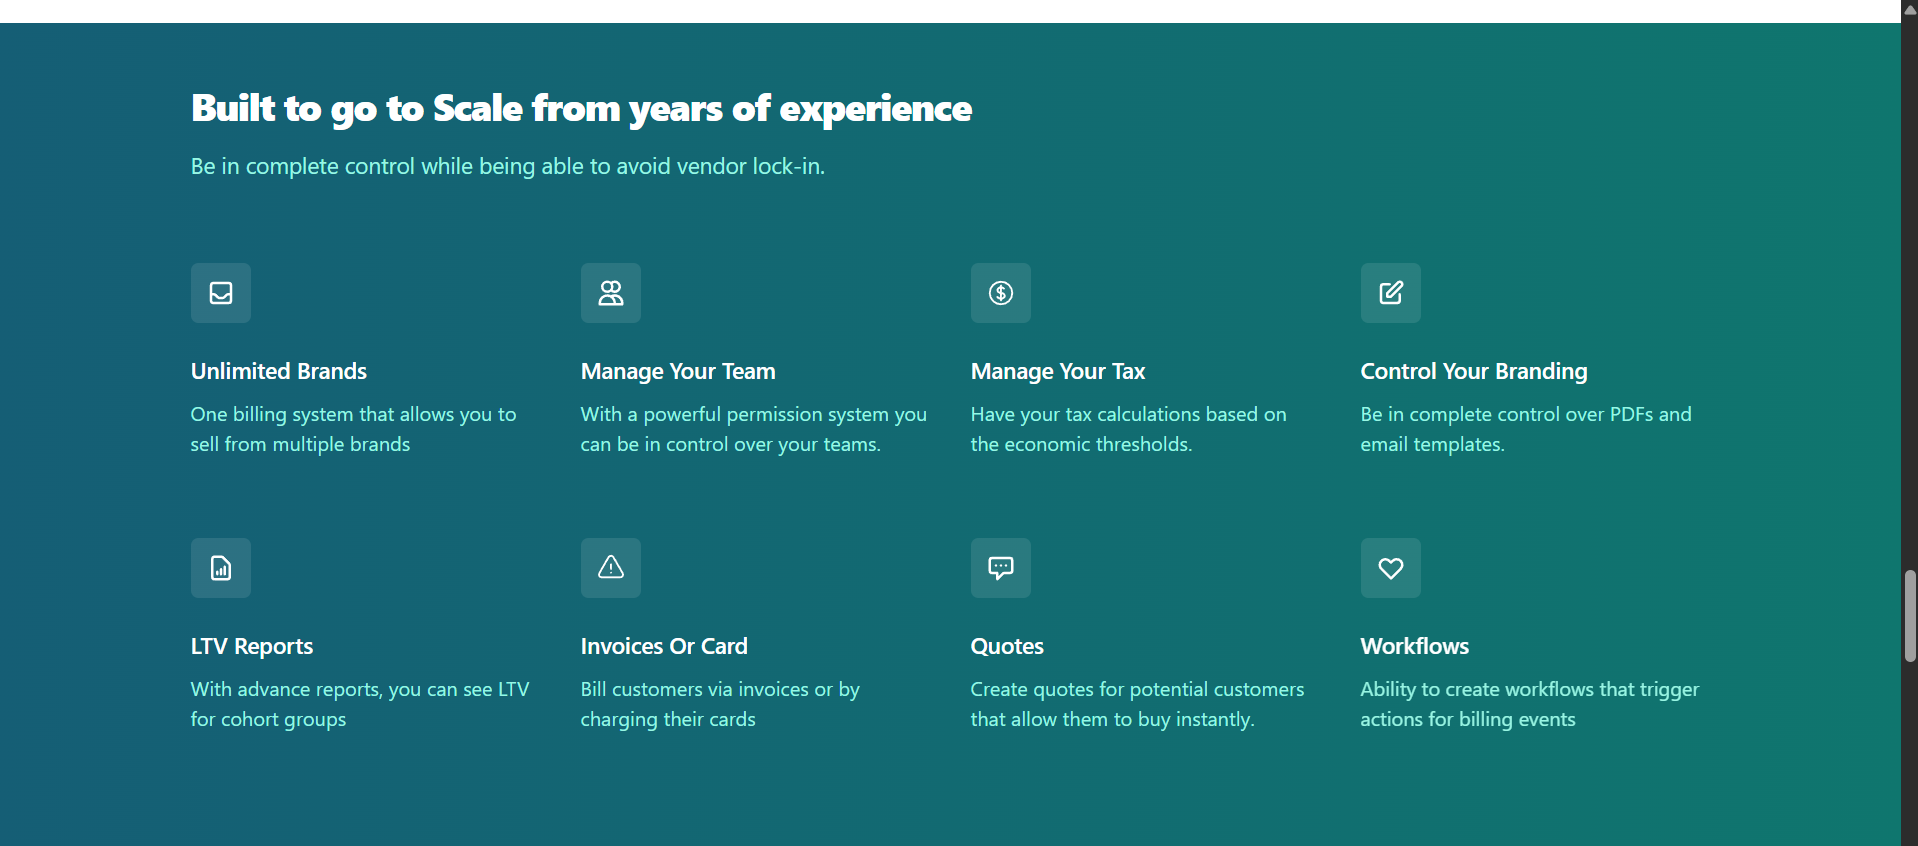 Built to go to Scale from years of experience
Be in complete control while being able to avoid vendor lock-in.
Unlimited Brands
One billing system that allows you to
sell from multiple brands
Manage Your Team
With a powerful permission system you
can be in control over your teams.
Manage Your Tax
Have your tax calculations based on
the economic thresholds.
Control Your Branding
Be in complete control over PDFs and
email templates.
LTV Reports
With advance reports, you can see LTV
for cohort groups
Invoices Or Card
Bill customers via invoices or by
charging their cards
Quotes
Create quotes for potential customers
that allow them to buy instantly.
Workflows
Ability to create workflows that trigger
actions for billing events